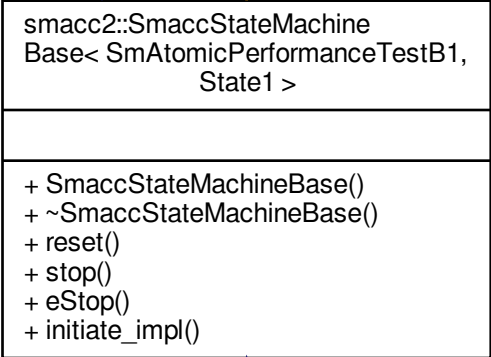 smacc2::SmaccStateMachine
Base< SmAtomicPerformanceTestB1,
State1 >
+ SmaccStateMachineBase()
+ ~SmaccStateMachineBase()
+ reset()
+ stop()
+ eStop()
+ initiate_impl()